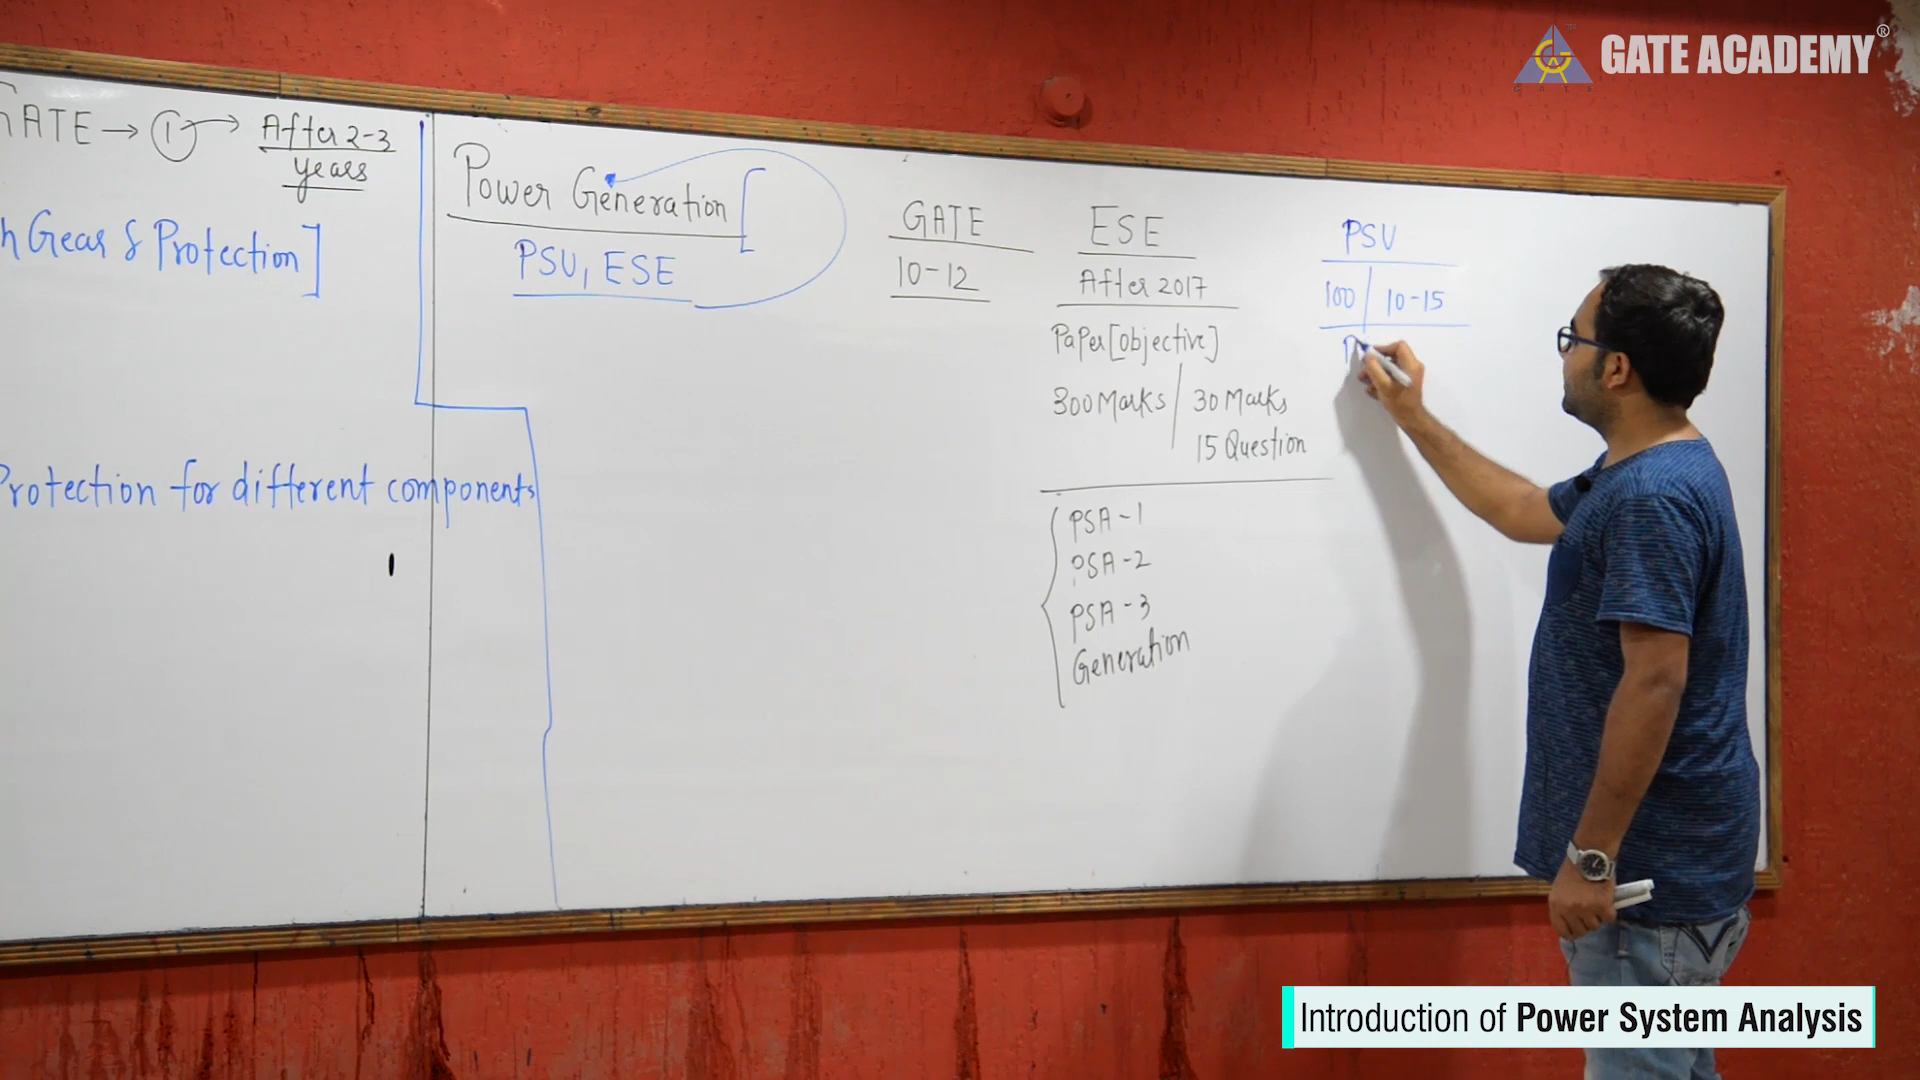 GATE ACADEMY®
GATE → 1 → After 2-3
years
h Gear & Protection]
Protection for different components
Power Generation [
PSU, ESE
GATE
10-12
ESE
After 2017
Paper [Objective]
300 Marks / 30 Marks
15 Question
PSA-1
PSA-2
PSA-3
Generation
PSU
100 | 10-15
Introduction of Power System Analysis